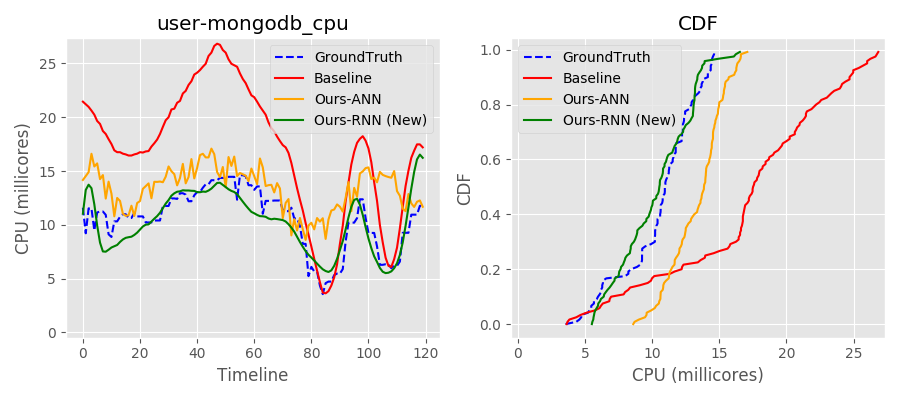 user-mongodb_cpu
CPU (millicores)
25
20
15
10
5
0
GroundTruth
Baseline
Ours-ANN
Ours-RNN (New)
0 20 40 60 80 100 120
Timeline
CDF
CDF
1.0
0.8
0.6
0.4
0.2
0.0
GroundTruth
Baseline
Ours-ANN
Ours-RNN (New)
0 5 10 15 20 25
CPU (millicores)